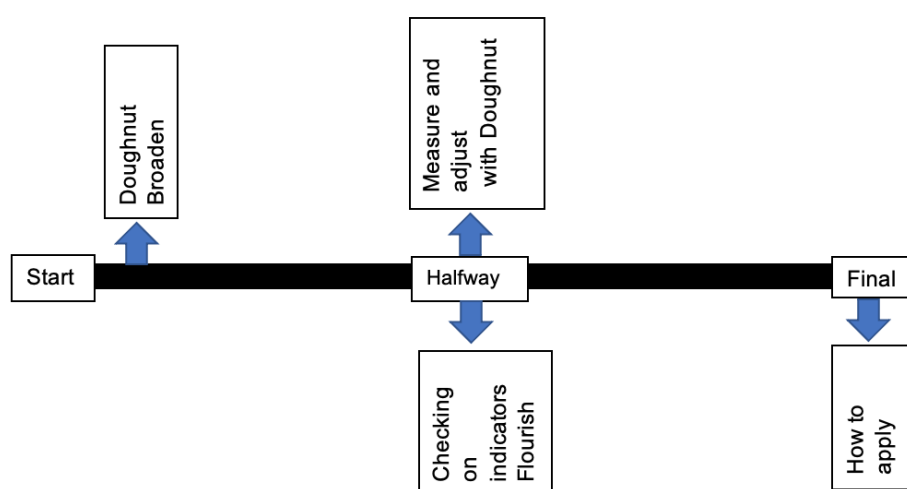 Doughnut
Broaden
Measure and
adjust
with Doughnut
Start
Halfway
Final
Checking
on
indicators
Flourish
How to
apply